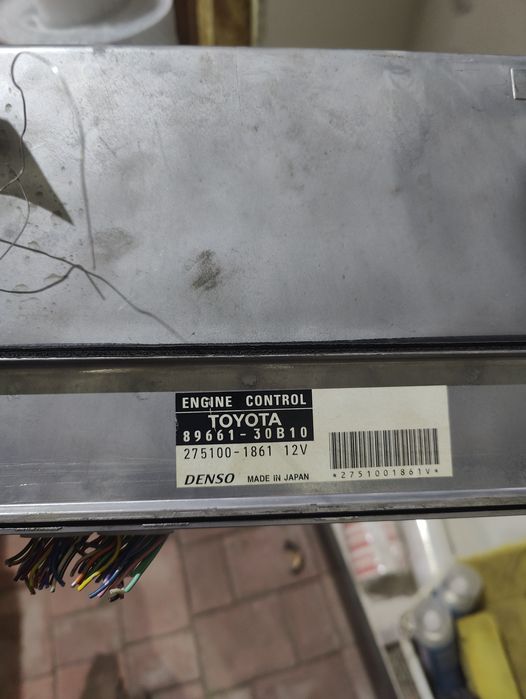 ENGINE CONTROL
TOYOTA
89661-30B10
275100-1861 12V
DENSO MADE IN JAPAN
*2751001861V*